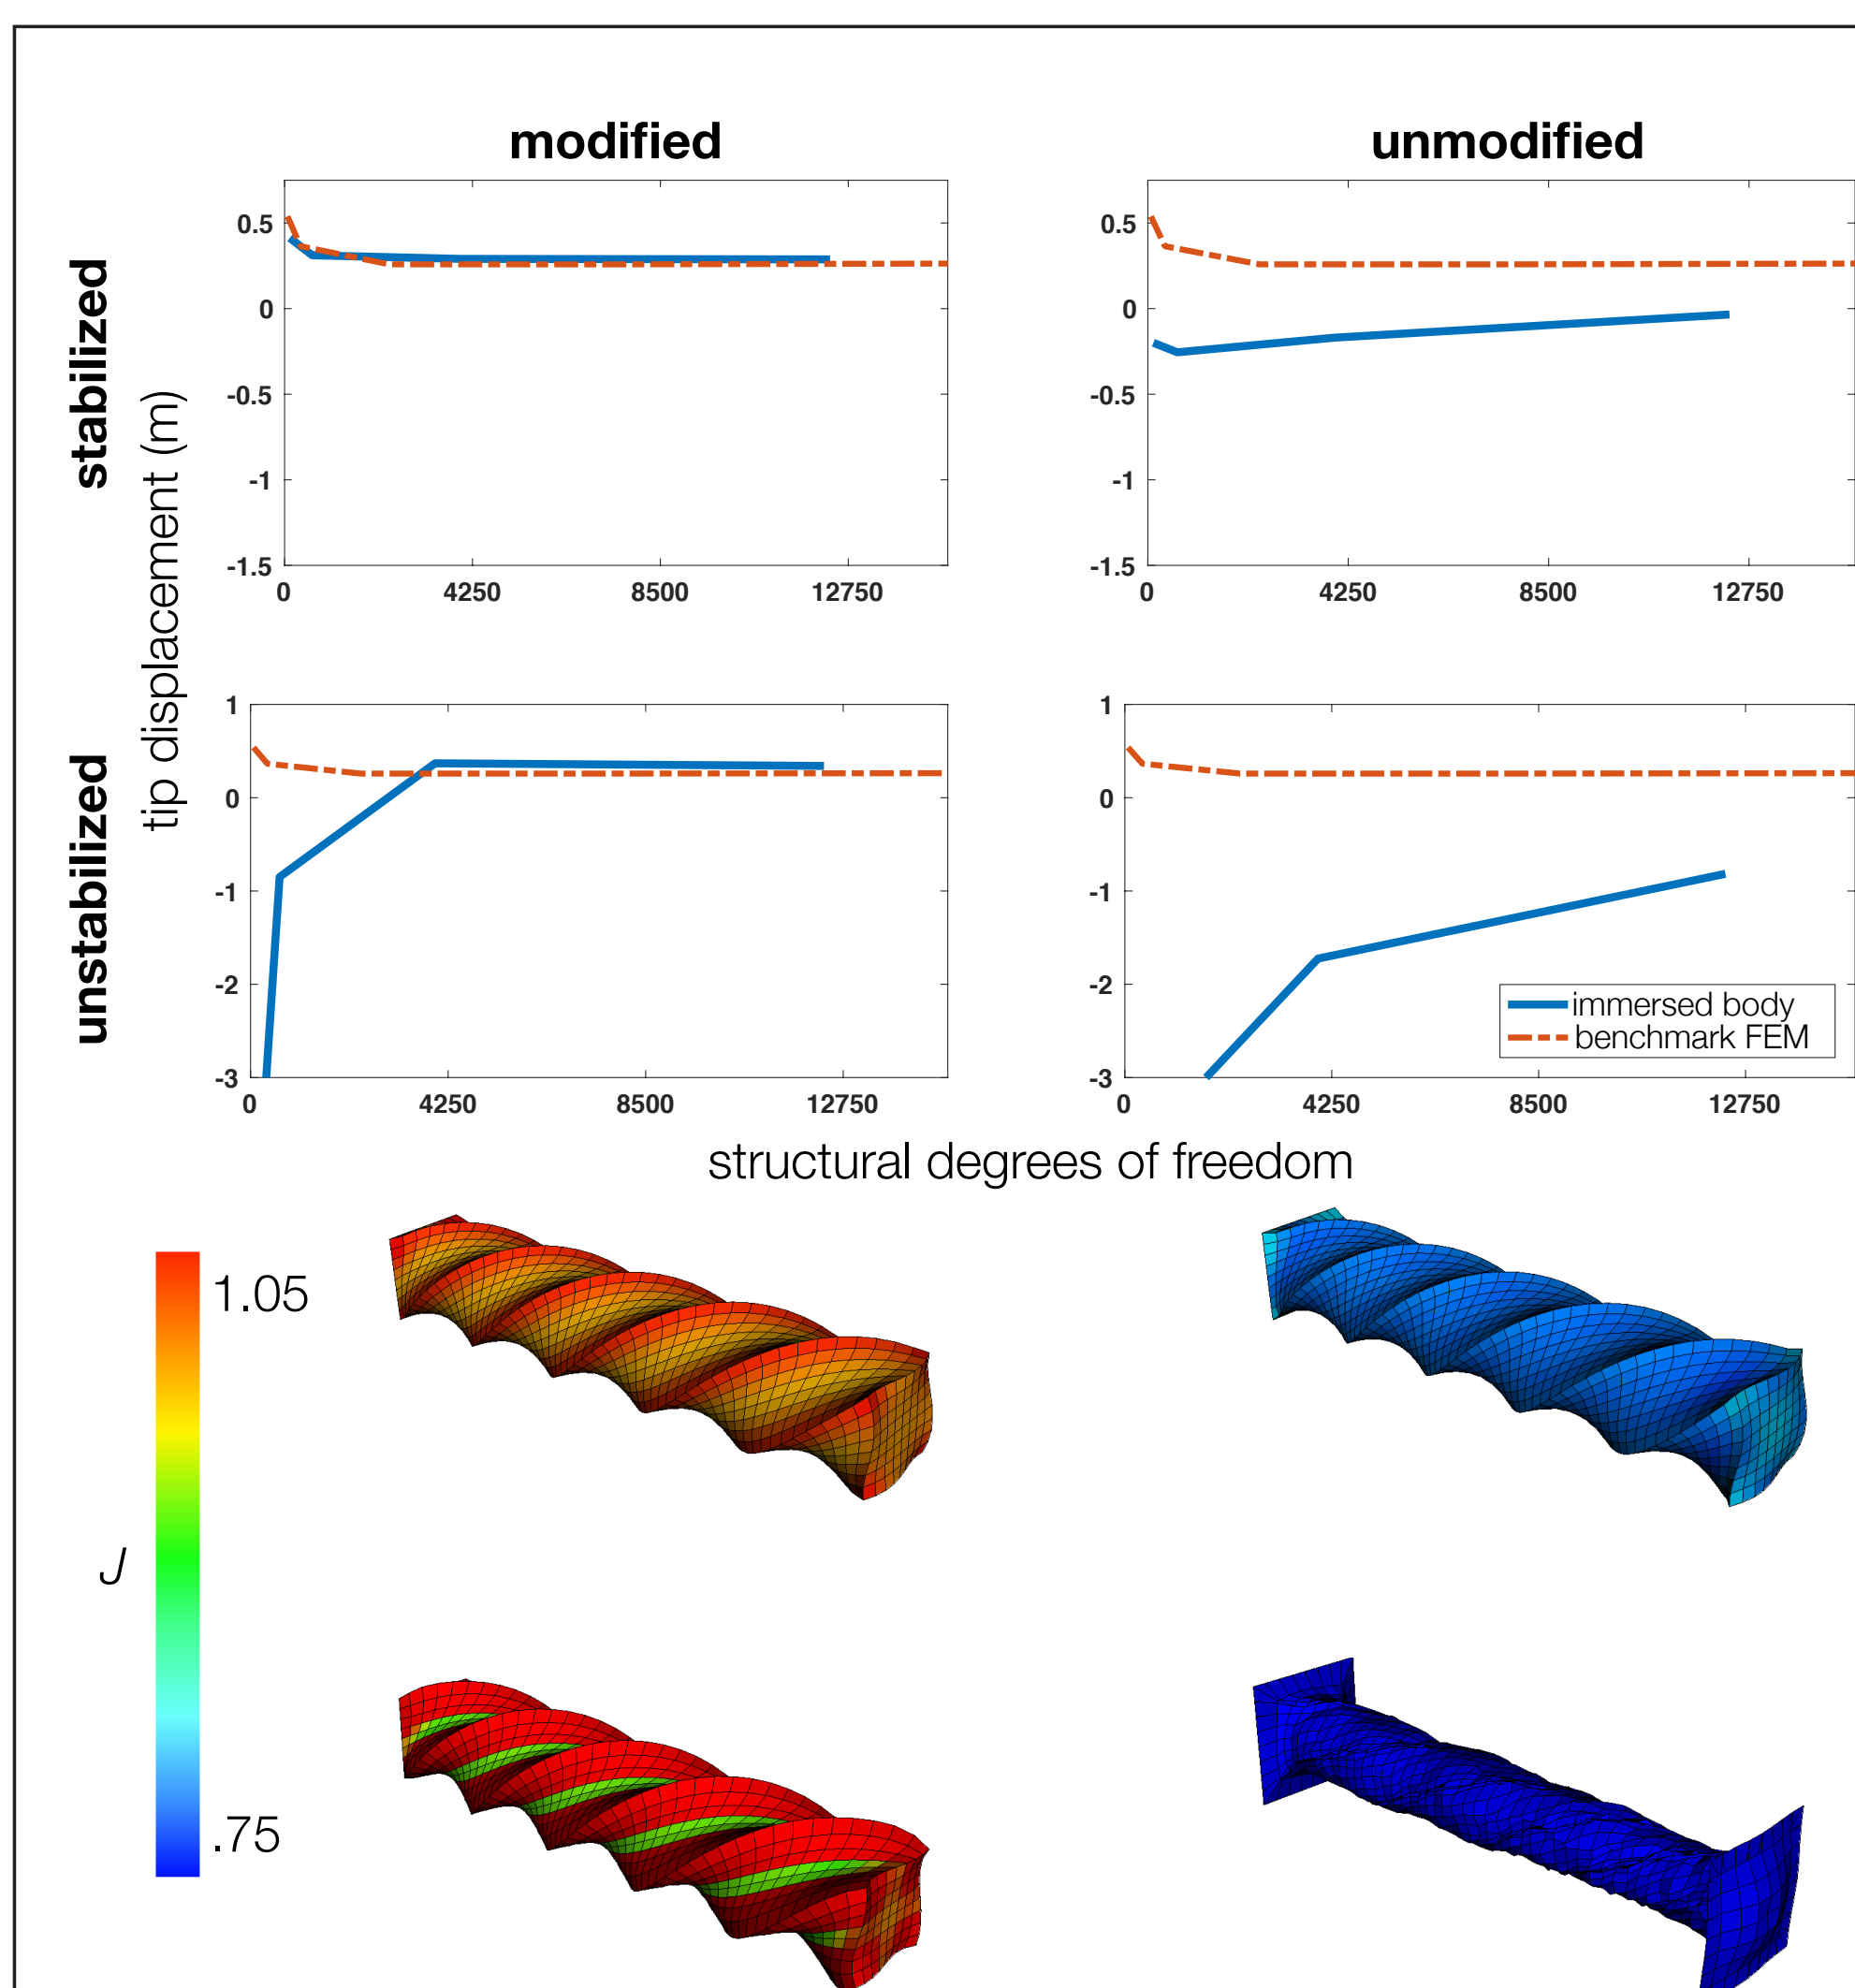 modified
unmodified
stabilized
unstabilized
tip displacement (m)
0.5
0
-0.5
-1
-1.5
0 4250 8500 12750
0.5
0
-0.5
-1
-1.5
0 4250 8500 12750
1
0
-1
-2
-3
0 4250 8500 12750
1
0
-1
-2
-3
0 4250 8500 12750
immersed body
benchmark FEM
structural degrees of freedom
1.05
J
.75